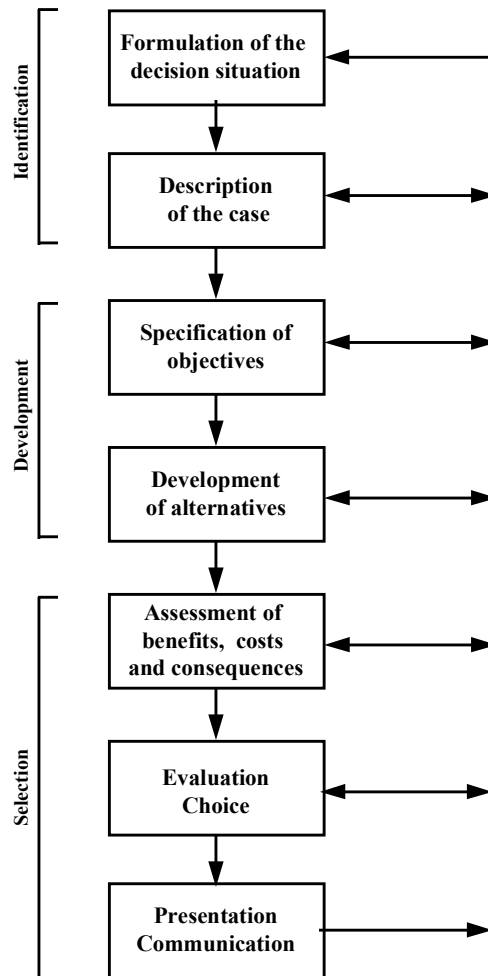 Identification
Formulation of the
decision situation
Description
of the case
Development
Specification of
objectives
Development
of alternatives
Selection
Assessment of
benefits, costs
and consequences
Evaluation
Choice
Presentation
Communication